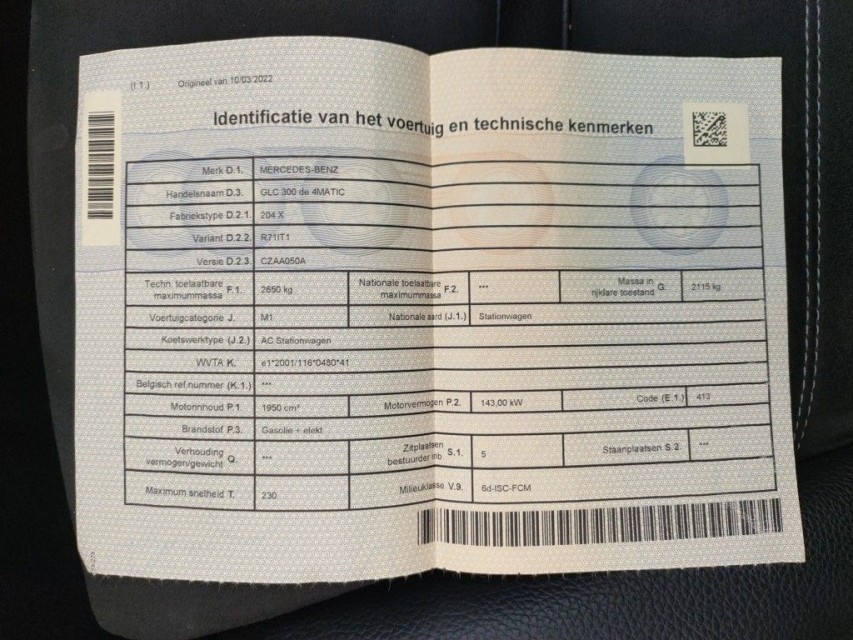 (I.1.) Origineel van 10/03/2022
Identificatie van het voertuig en technische kenmerken
Merk D.1. MERCEDES-BENZ
Handelsnaam D.3. GLC 300 de 4MATIC
Fabriekstype D.2.1. 204 X
Variant D.2.2. R71IT1
Versie D.2.3. CZAA050A
Techn. toelaatbare maximummassa F.1. 2650 kg Nationale toelaatbare maximummassa F.2. *** Massa in rijklare toestand G. 2115 kg
Voertuigcategorie J. M1 Nationale aard (J.1.) Stationwagen
Koetswerktype (J.2.) AC Stationwagen
WVTA K. e1*2001/116*0480*41
Belgisch ref.nummer (K.1.) ***
Motorinhoud P.1. 1950 cm³ Motorvermogen P.2. 143,00 kW Code (E.1.) 413
Brandstof P.3. Gasolie + elekt
Verhouding vermogen/gewicht Q. *** Zitplaatsen bestuurder inb. S.1. 5 Staanplaatsen S.2. ***
Maximum snelheid T. 230 Milieuklasse V.9. 6d-ISC-FCM